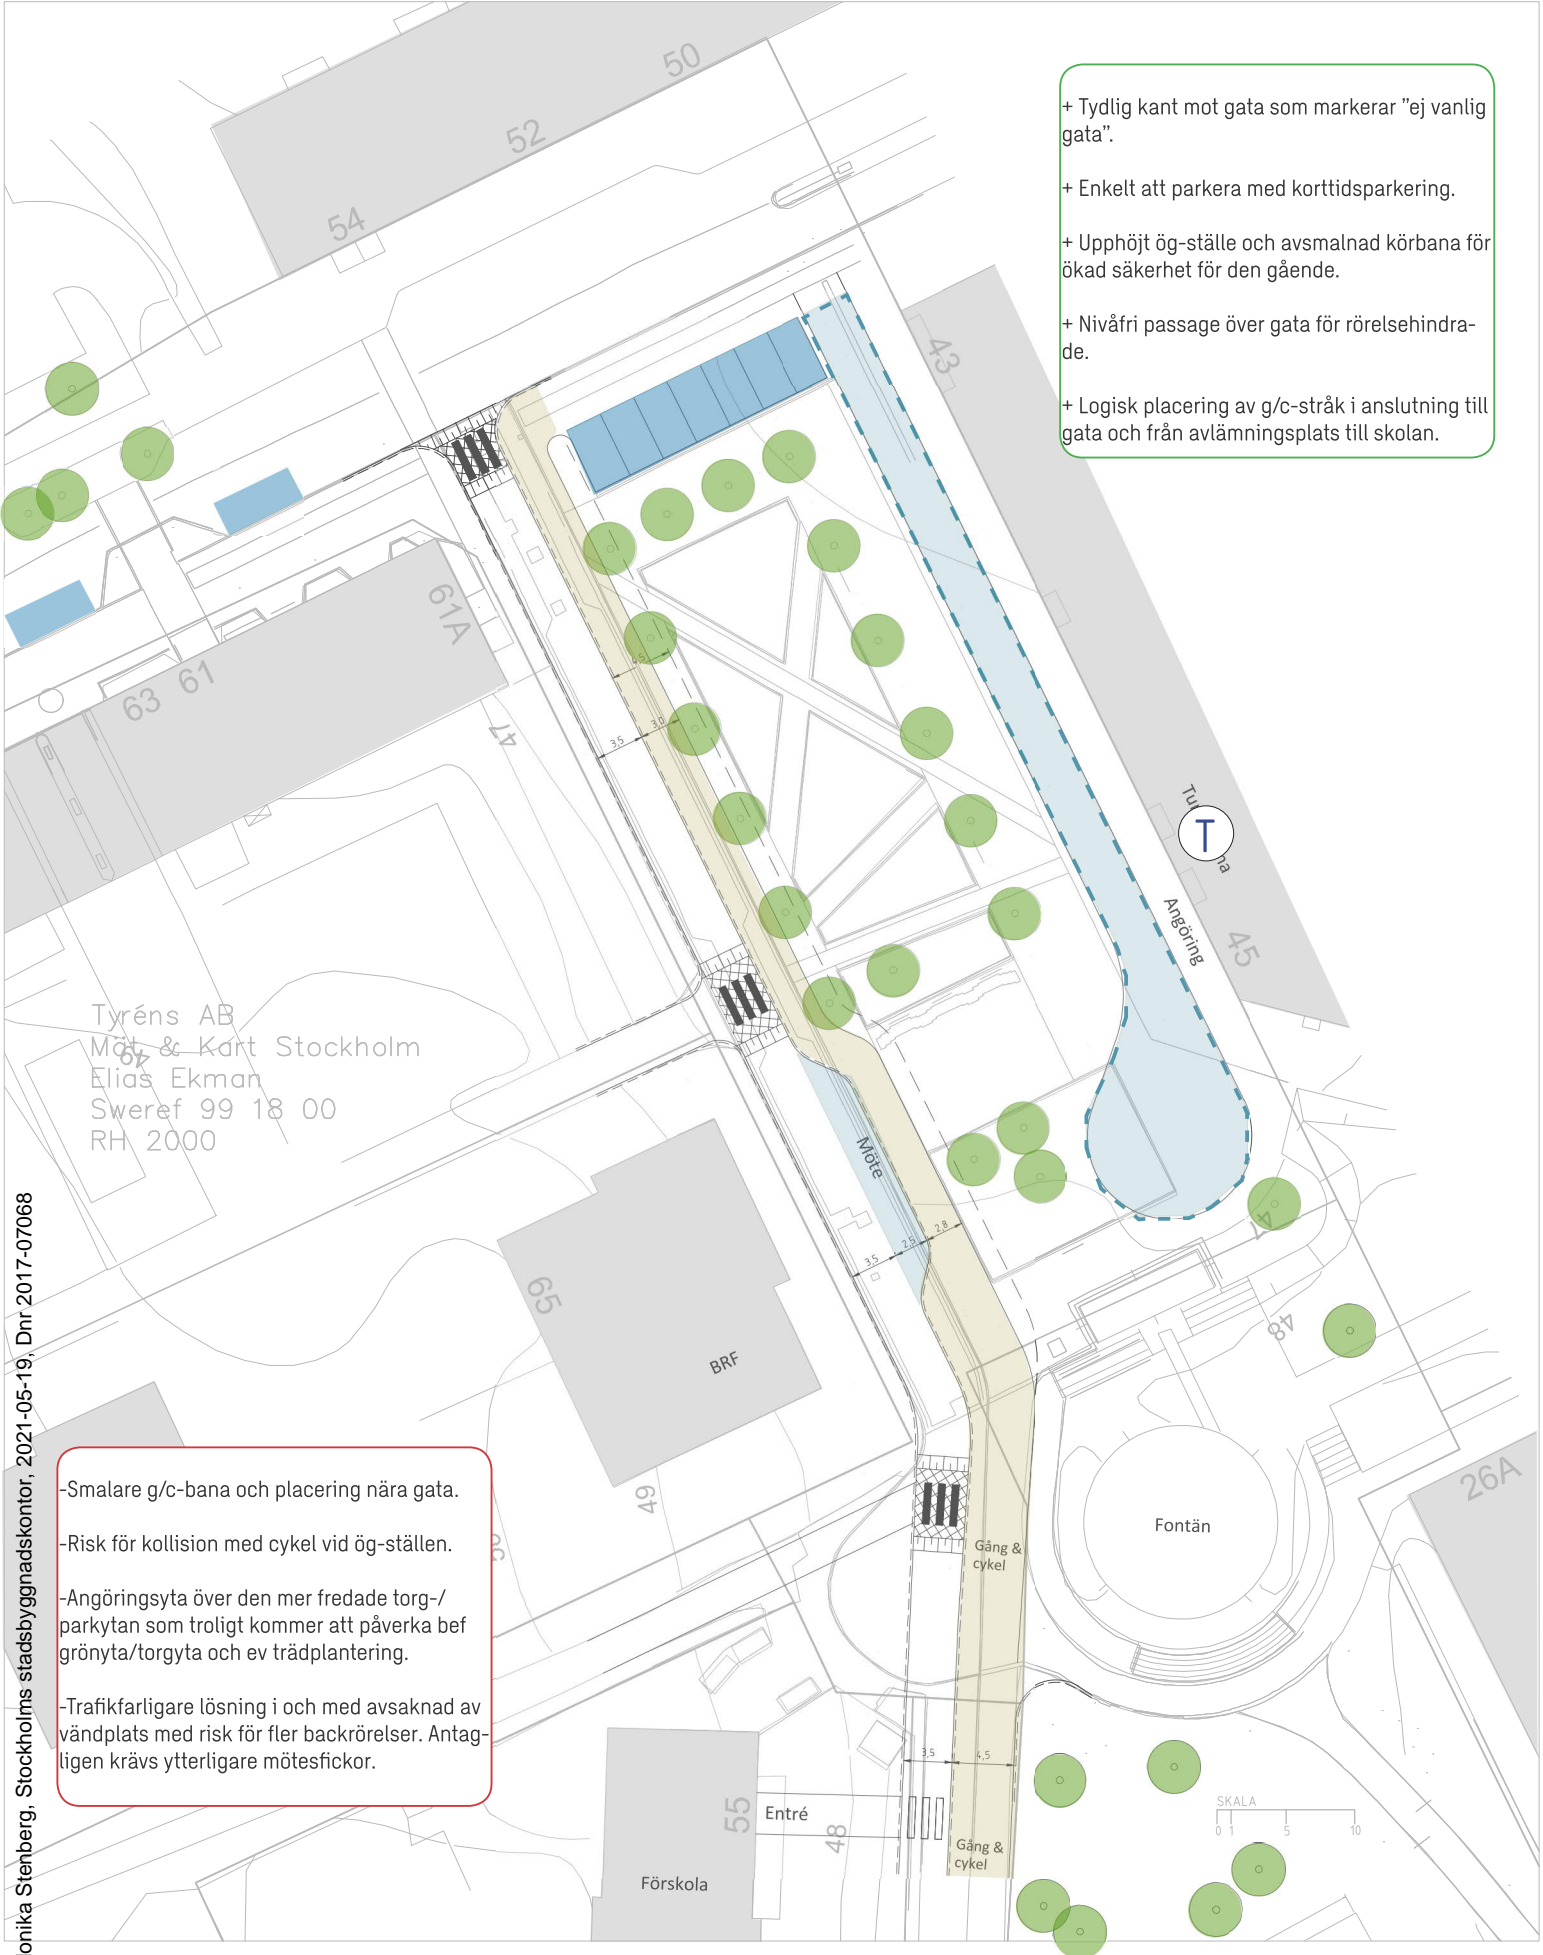 50
52
54
+ Tydlig kant mot gata som markerar ”ej vanlig
gata”.
+ Enkelt att parkera med korttidsparkering.
+ Upphöjt ög-ställe och avsmalnad körbana för
ökad säkerhet för den gående.
+ Nivåfri passage över gata för rörelsehindra-
de.
+ Logisk placering av g/c-stråk i anslutning till
gata och från avlämningsplats till skolan.
43
61A
63 61
47
4,5
3,0
3,5
T
Angöring
45
Tyréns AB
Mät & Kart Stockholm
Elias Ekman
Sweref 99 18 00
RH 2000
49
Möte
2,8
2,5
3,5
47
48
65
BRF
26A
49
Fontän
Gång &
cykel
-Smalare g/c-bana och placering nära gata.
-Risk för kollision med cykel vid ög-ställen.
-Angöringsyta över den mer fredade torg-/
parkytan som troligt kommer att påverka bef
grönyta/torgyta och ev trädplantering.
-Trafikfarligare lösning i och med avsaknad av
vändplats med risk för fler backrörelser. Antag-
ligen krävs ytterligare mötesfickor.
3,5
4,5
55
Entré
48
Gång &
cykel
Förskola
SKALA
0 1 5 10
onika Stenberg, Stockholms stadsbyggnadskontor, 2021-05-19, Dnr 2017-07068